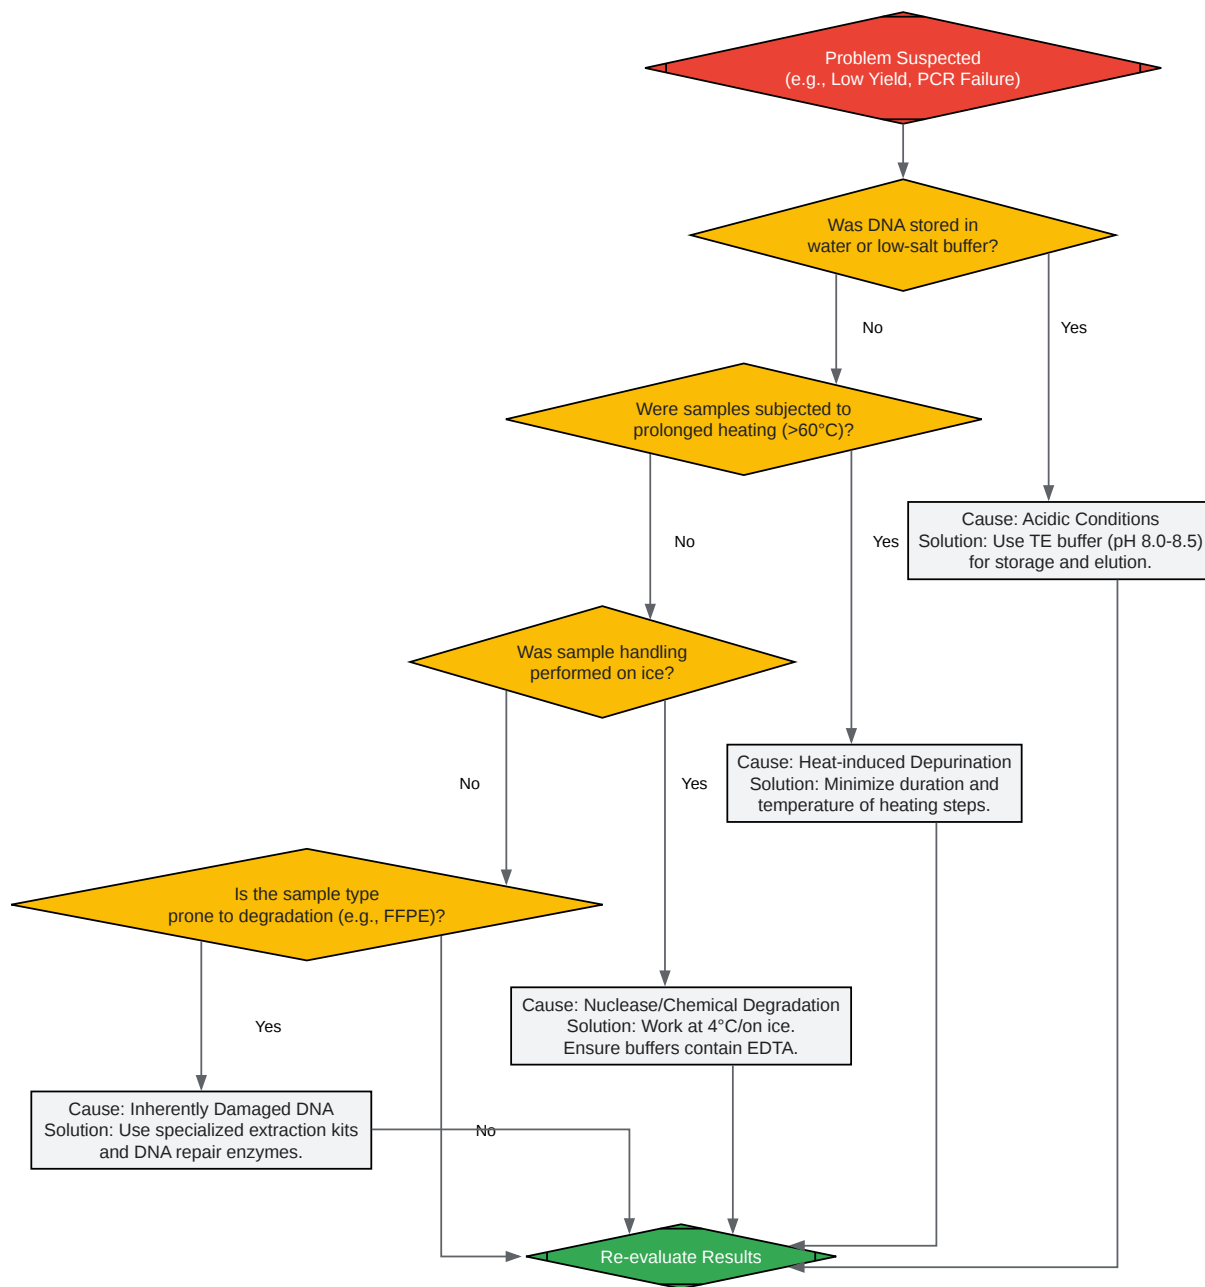 Problem Suspected
(e.g., Low Yield, PCR Failure)
Was DNA stored in
water or low-salt buffer?
No
Yes
Were samples subjected to
prolonged heating (>60°C)?
No
Yes
Cause: Acidic Conditions
Solution: Use TE buffer (pH 8.0-8.5)
for storage and elution.
Was sample handling
performed on ice?
No
Yes
Cause: Heat-induced Depurination
Solution: Minimize duration and
temperature of heating steps.
Is the sample type
prone to degradation (e.g., FFPE)?
Yes
Cause: Nuclease/Chemical Degradation
Solution: Work at 4°C/on ice.
Ensure buffers contain EDTA.
Cause: Inherently Damaged DNA
Solution: Use specialized extraction kits
and DNA repair enzymes.
No
Re-evaluate Results